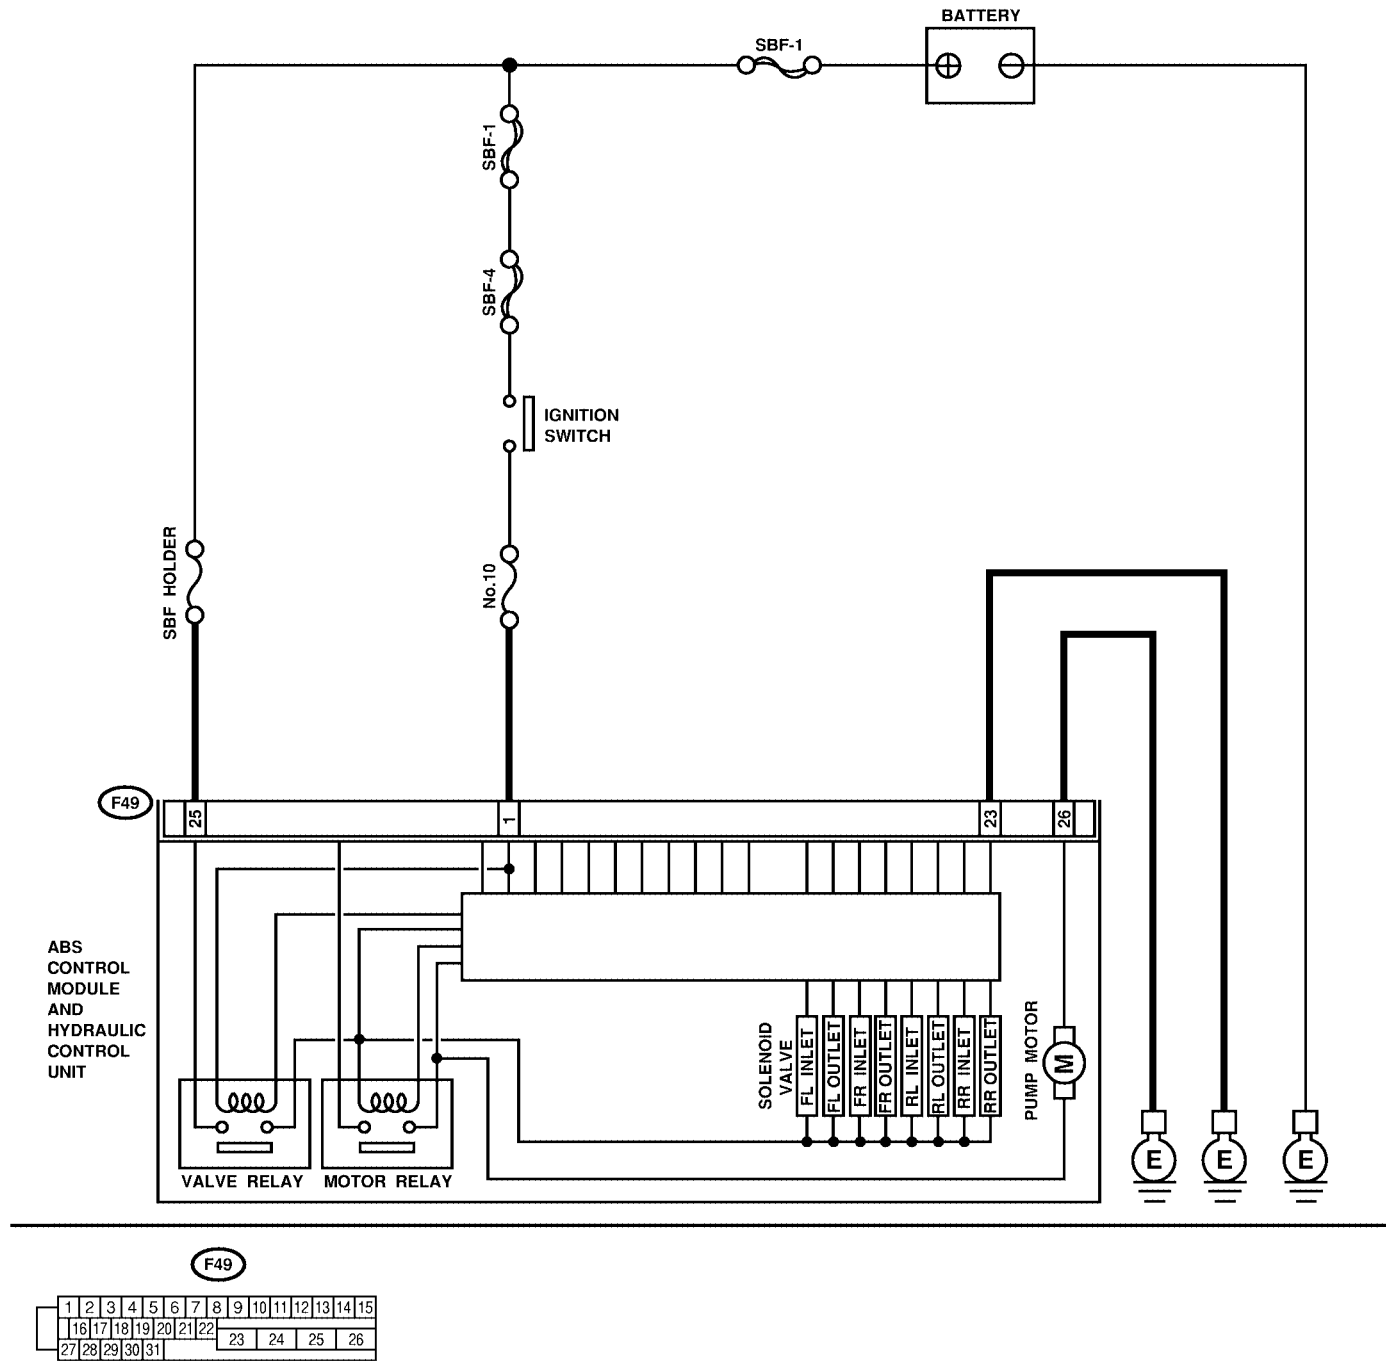 BATTERY
SBF-1
SBF-1
SBF-4
IGNITION
SWITCH
SBF HOLDER
No.10
F49
25
1
23
26
ABS
CONTROL
MODULE
AND
HYDRAULIC
CONTROL
UNIT
SOLENOID
VALVE
FL INLET
FL OUTLET
FR INLET
FR OUTLET
RL INLET
RL OUTLET
RR INLET
RR OUTLET
PUMP MOTOR
M
VALVE RELAY
MOTOR RELAY
E
E
E
F49
1 2 3 4 5 6 7 8 9 10 11 12 13 14 15
16 17 18 19 20 21 22
23 24 25 26
27 28 29 30 31